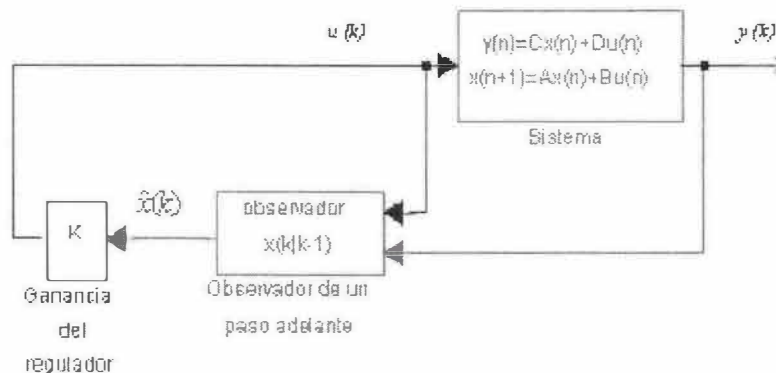 u(k)
y(n)=Cx(n)+Du(n)
y(k)
x(n+1)=Ax(n)+Bu(n)
Sistema
x̂(k)
observador
K
x(k|k-1)
Ganancia
del
regulador
Observador de un
paso adelante